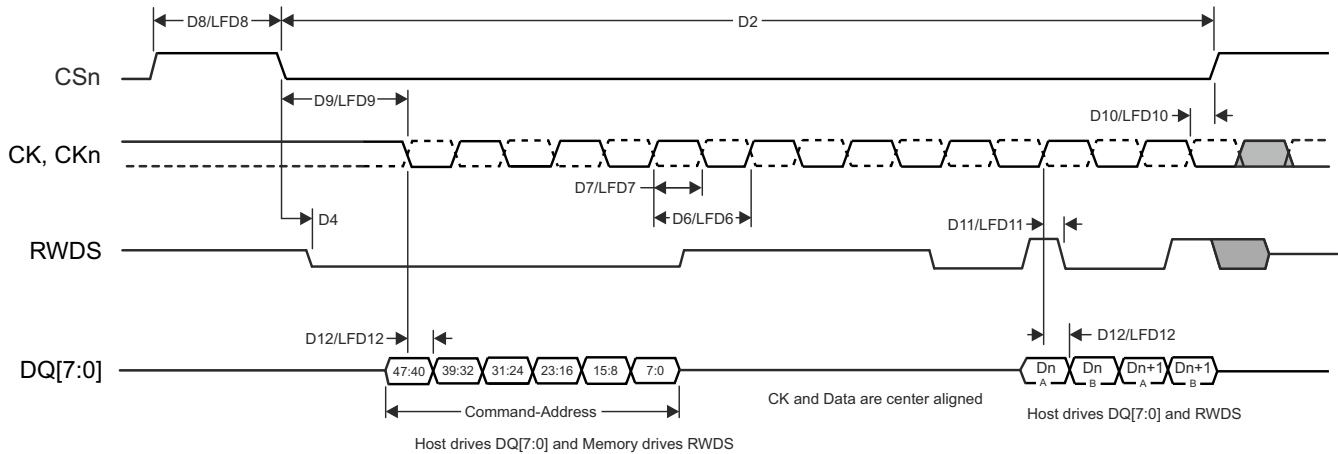 D8/LFD8
D2
CSn
D9/LFD9
D10/LFD10
CK, CKn
D7/LFD7
D4
D6/LFD6
D11/LFD11
RWDS
D12/LFD12
D12/LFD12
DQ[7:0]
47:40 39:32 31:24 23:16 15:8 7:0
Dn A Dn B Dn+1 A Dn+1 B
Command-Address
CK and Data are center aligned
Host drives DQ[7:0] and RWDS
Host drives DQ[7:0] and Memory drives RWDS